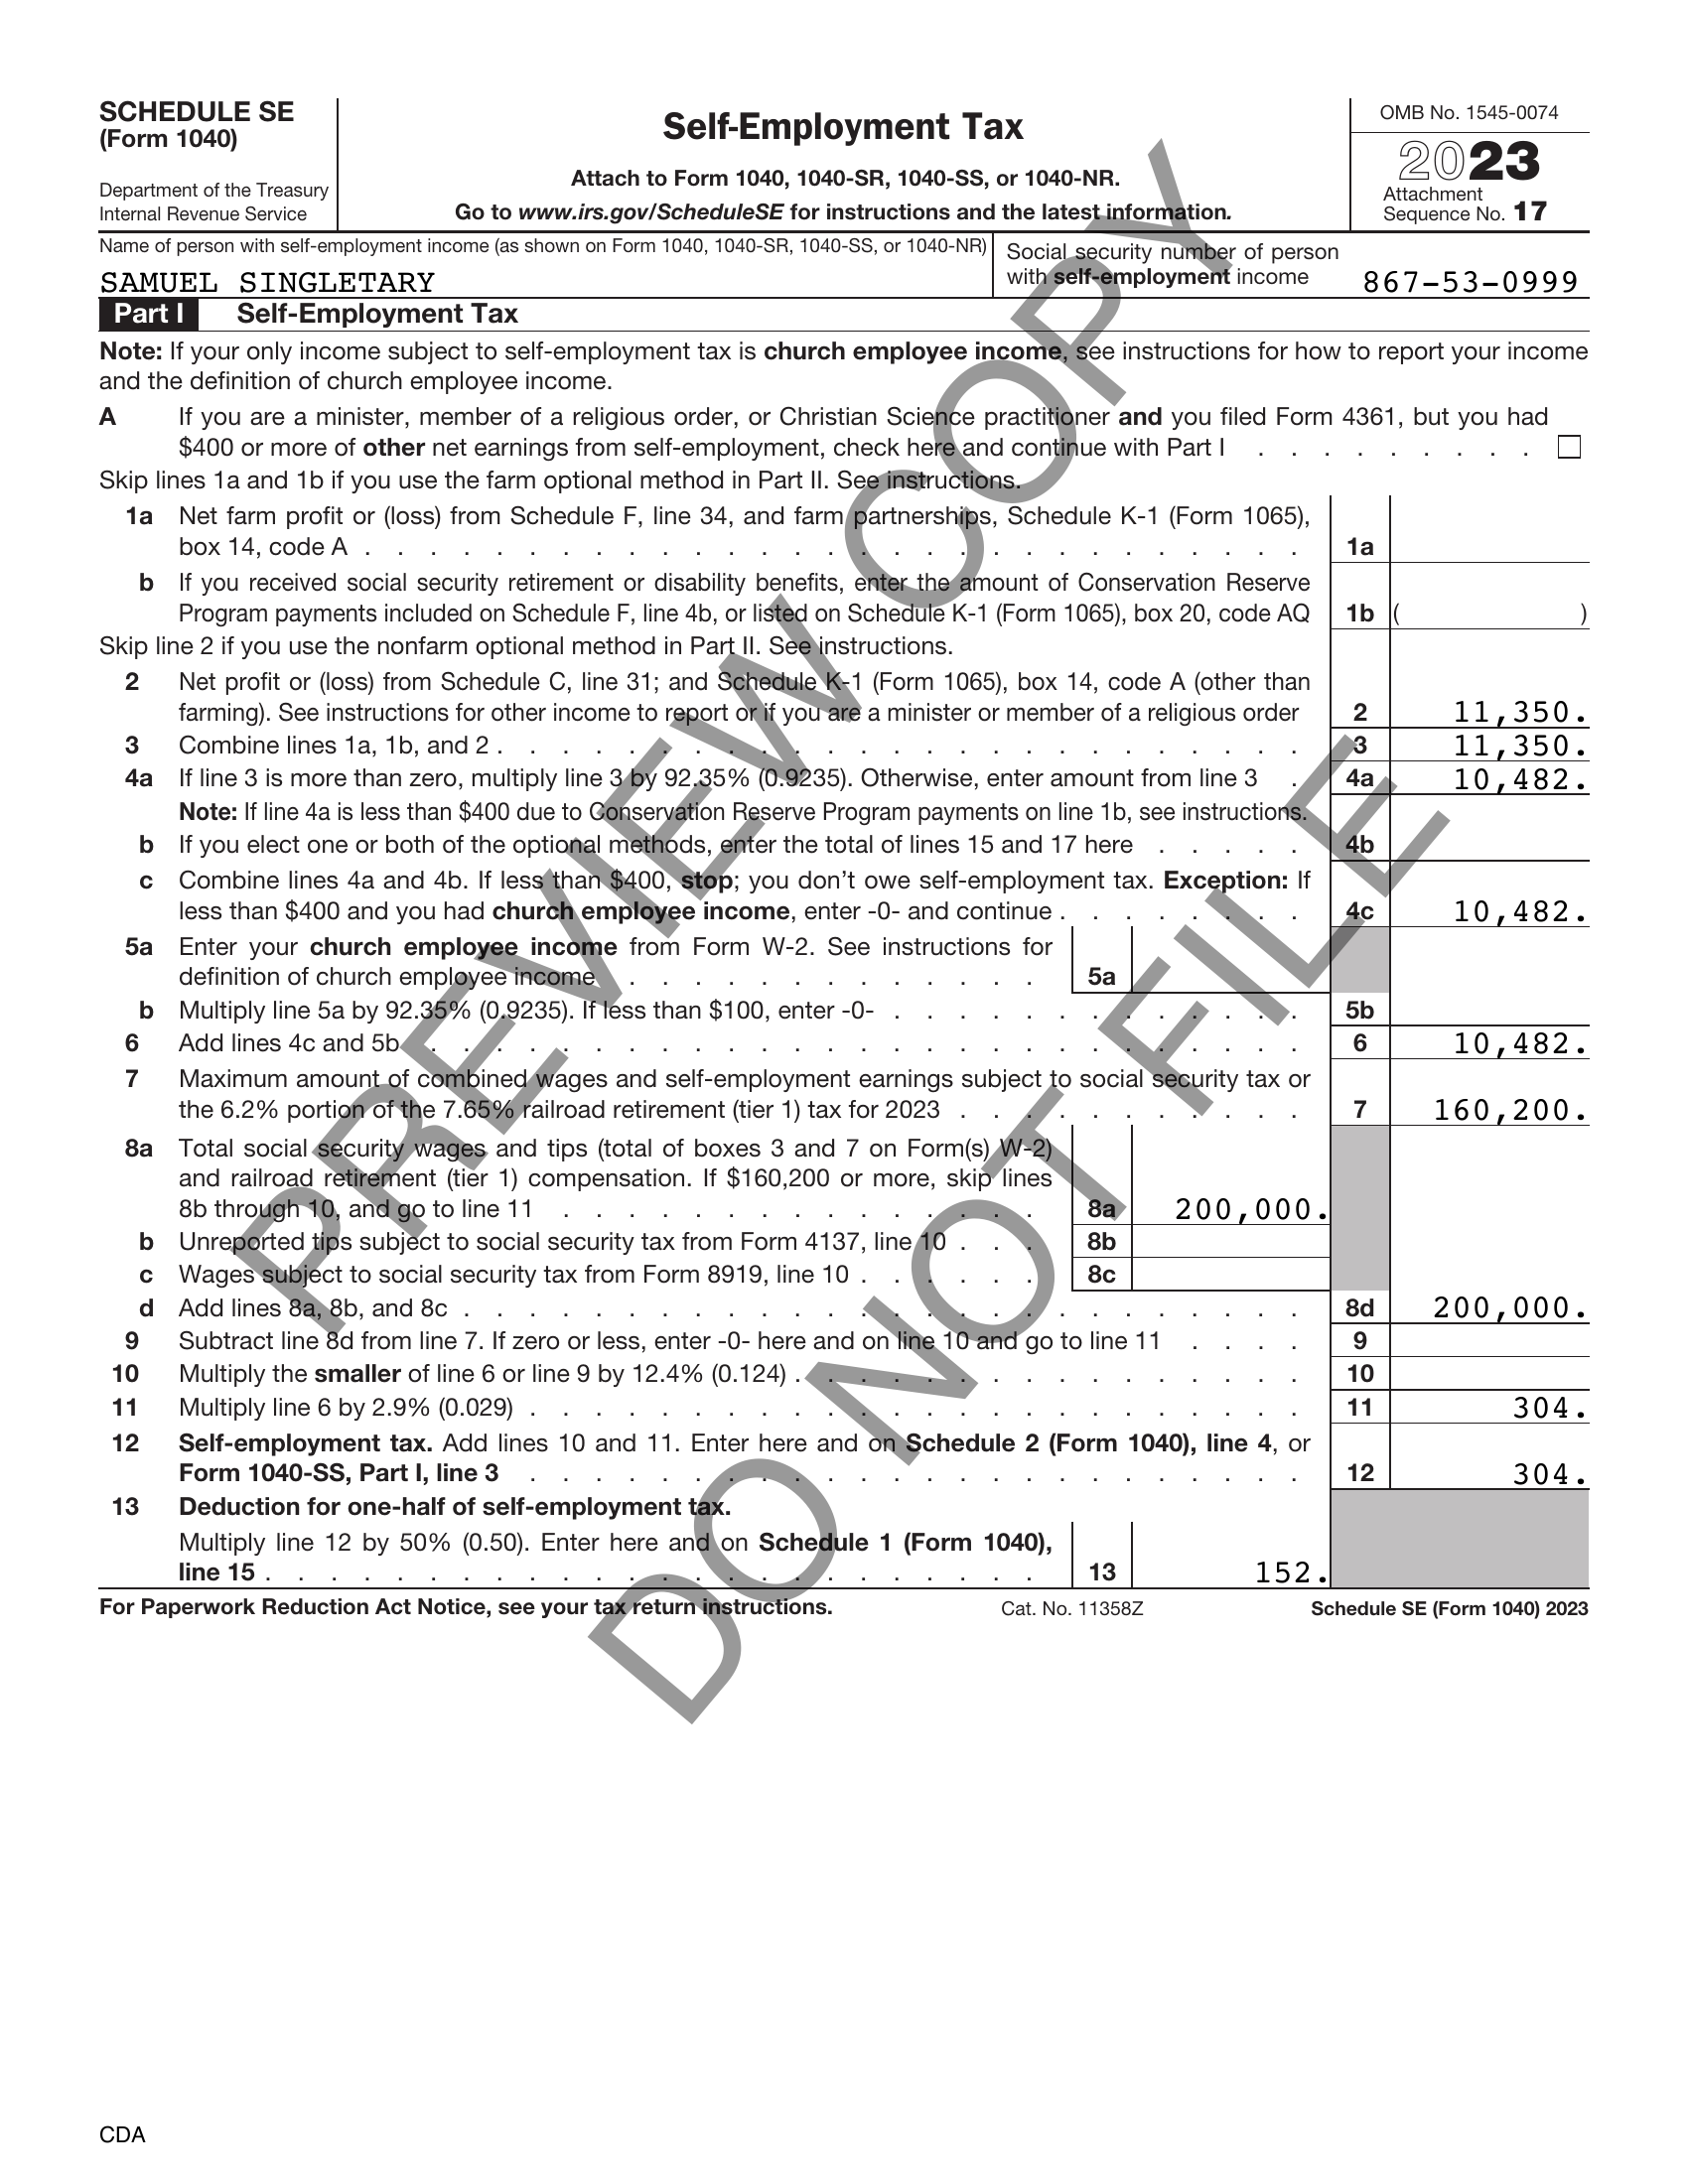 SCHEDULE SE
(Form 1040)
Department of the Treasury
Internal Revenue Service
Self-Employment Tax
Attach to Form 1040, 1040-SR, 1040-SS, or 1040-NR.
Go to www.irs.gov/ScheduleSE for instructions and the latest information.
OMB No. 1545-0074
2023
Attachment
Sequence No. 17
Name of person with self-employment income (as shown on Form 1040, 1040-SR, 1040-SS, or 1040-NR)
SAMUEL SINGLETARY
Social security number of person
with self-employment income 867-53-0999
Part I Self-Employment Tax
Note: If your only income subject to self-employment tax is church employee income, see instructions for how to report your income
and the definition of church employee income.
A If you are a minister, member of a religious order, or Christian Science practitioner and you filed Form 4361, but you had
$400 or more of other net earnings from self-employment, check here and continue with Part I . . . . . . . . .
Skip lines 1a and 1b if you use the farm optional method in Part II. See instructions.
1a Net farm profit or (loss) from Schedule F, line 34, and farm partnerships, Schedule K-1 (Form 1065),
box 14, code A . . . . . . . . . . . . . . . . . . . . . . . . . . . . . 1a
b If you received social security retirement or disability benefits, enter the amount of Conservation Reserve
Program payments included on Schedule F, line 4b, or listed on Schedule K-1 (Form 1065), box 20, code AQ 1b ( )
Skip line 2 if you use the nonfarm optional method in Part II. See instructions.
2 Net profit or (loss) from Schedule C, line 31; and Schedule K-1 (Form 1065), box 14, code A (other than
farming). See instructions for other income to report or if you are a minister or member of a religious order 2 11,350.
3 Combine lines 1a, 1b, and 2 . . . . . . . . . . . . . . . . . . . . . . . . . 3 11,350.
4a If line 3 is more than zero, multiply line 3 by 92.35% (0.9235). Otherwise, enter amount from line 3 . 4a 10,482.
Note: If line 4a is less than $400 due to Conservation Reserve Program payments on line 1b, see instructions.
b If you elect one or both of the optional methods, enter the total of lines 15 and 17 here . . . . . 4b
c Combine lines 4a and 4b. If less than $400, stop; you don't owe self-employment tax. Exception: If
less than $400 and you had church employee income, enter -0- and continue . . . . . . . . 4c 10,482.
5a Enter your church employee income from Form W-2. See instructions for
definition of church employee income . . . . . . . . . . . . . 5a
b Multiply line 5a by 92.35% (0.9235). If less than $100, enter -0- . . . . . . . . . . . . . 5b
6 Add lines 4c and 5b . . . . . . . . . . . . . . . . . . . . . . . . . . . 6 10,482.
7 Maximum amount of combined wages and self-employment earnings subject to social security tax or
the 6.2% portion of the 7.65% railroad retirement (tier 1) tax for 2023 . . . . . . . . . . . 7 160,200.
8a Total social security wages and tips (total of boxes 3 and 7 on Form(s) W-2)
and railroad retirement (tier 1) compensation. If $160,200 or more, skip lines
8b through 10, and go to line 11 . . . . . . . . . . . . . . . 8a 200,000.
b Unreported tips subject to social security tax from Form 4137, line 10 . . . 8b
c Wages subject to social security tax from Form 8919, line 10 . . . . . . 8c
d Add lines 8a, 8b, and 8c . . . . . . . . . . . . . . . . . . . . . . . . . . 8d 200,000.
9 Subtract line 8d from line 7. If zero or less, enter -0- here and on line 10 and go to line 11 . . . . 9
10 Multiply the smaller of line 6 or line 9 by 12.4% (0.124) . . . . . . . . . . . . . . . . 10
11 Multiply line 6 by 2.9% (0.029) . . . . . . . . . . . . . . . . . . . . . . . . 11 304.
12 Self-employment tax. Add lines 10 and 11. Enter here and on Schedule 2 (Form 1040), line 4, or
Form 1040-SS, Part I, line 3 . . . . . . . . . . . . . . . . . . . . . . . . 12 304.
13 Deduction for one-half of self-employment tax.
Multiply line 12 by 50% (0.50). Enter here and on Schedule 1 (Form 1040),
line 15 . . . . . . . . . . . . . . . . . . . . . . . . 13 152.
For Paperwork Reduction Act Notice, see your tax return instructions. Cat. No. 11358Z Schedule SE (Form 1040) 2023
PREVIEW COPY
DO NOT FILE
CDA